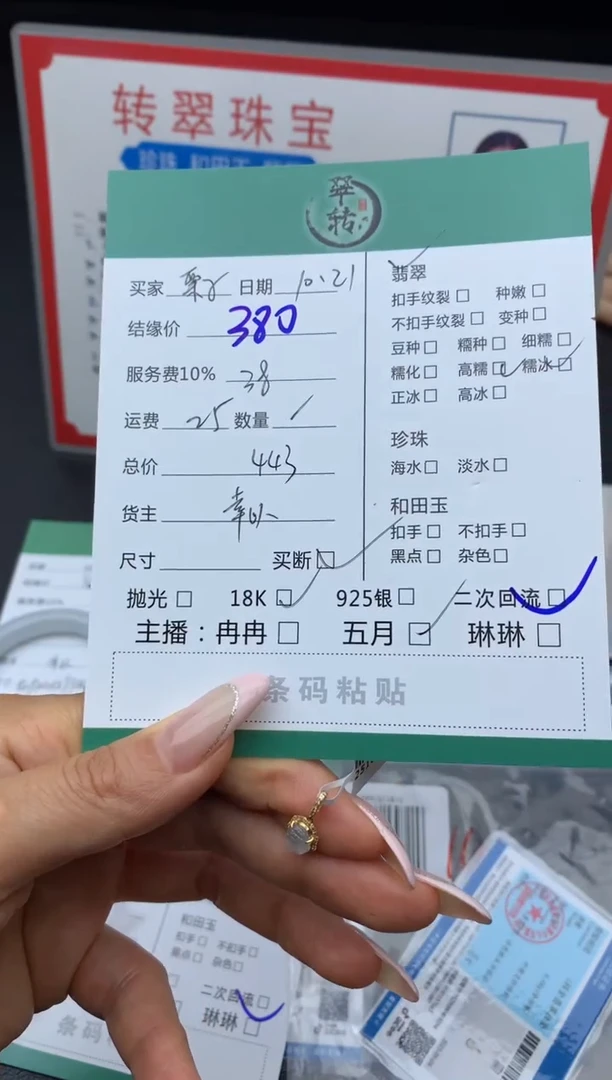 转翠珠宝
翠
转
买家 日期 10.21
结缘价 380
服务费10% 38
运费 25 数量 /
总价 443
货主
尺寸 买断
翡翠
扣手纹裂 种嫩
不扣手纹裂 变种
豆种 糯种 细糯
糯化 高糯 糯冰
正冰 高冰
珍珠
海水 淡水
和田玉
扣手 不扣手
黑点 杂色
抛光 18K 925银 二次回流
主播：冉冉 五月 琳琳
条码粘贴
和田玉
扣手 不扣手
黑点 杂色
二次回流
琳琳
条码